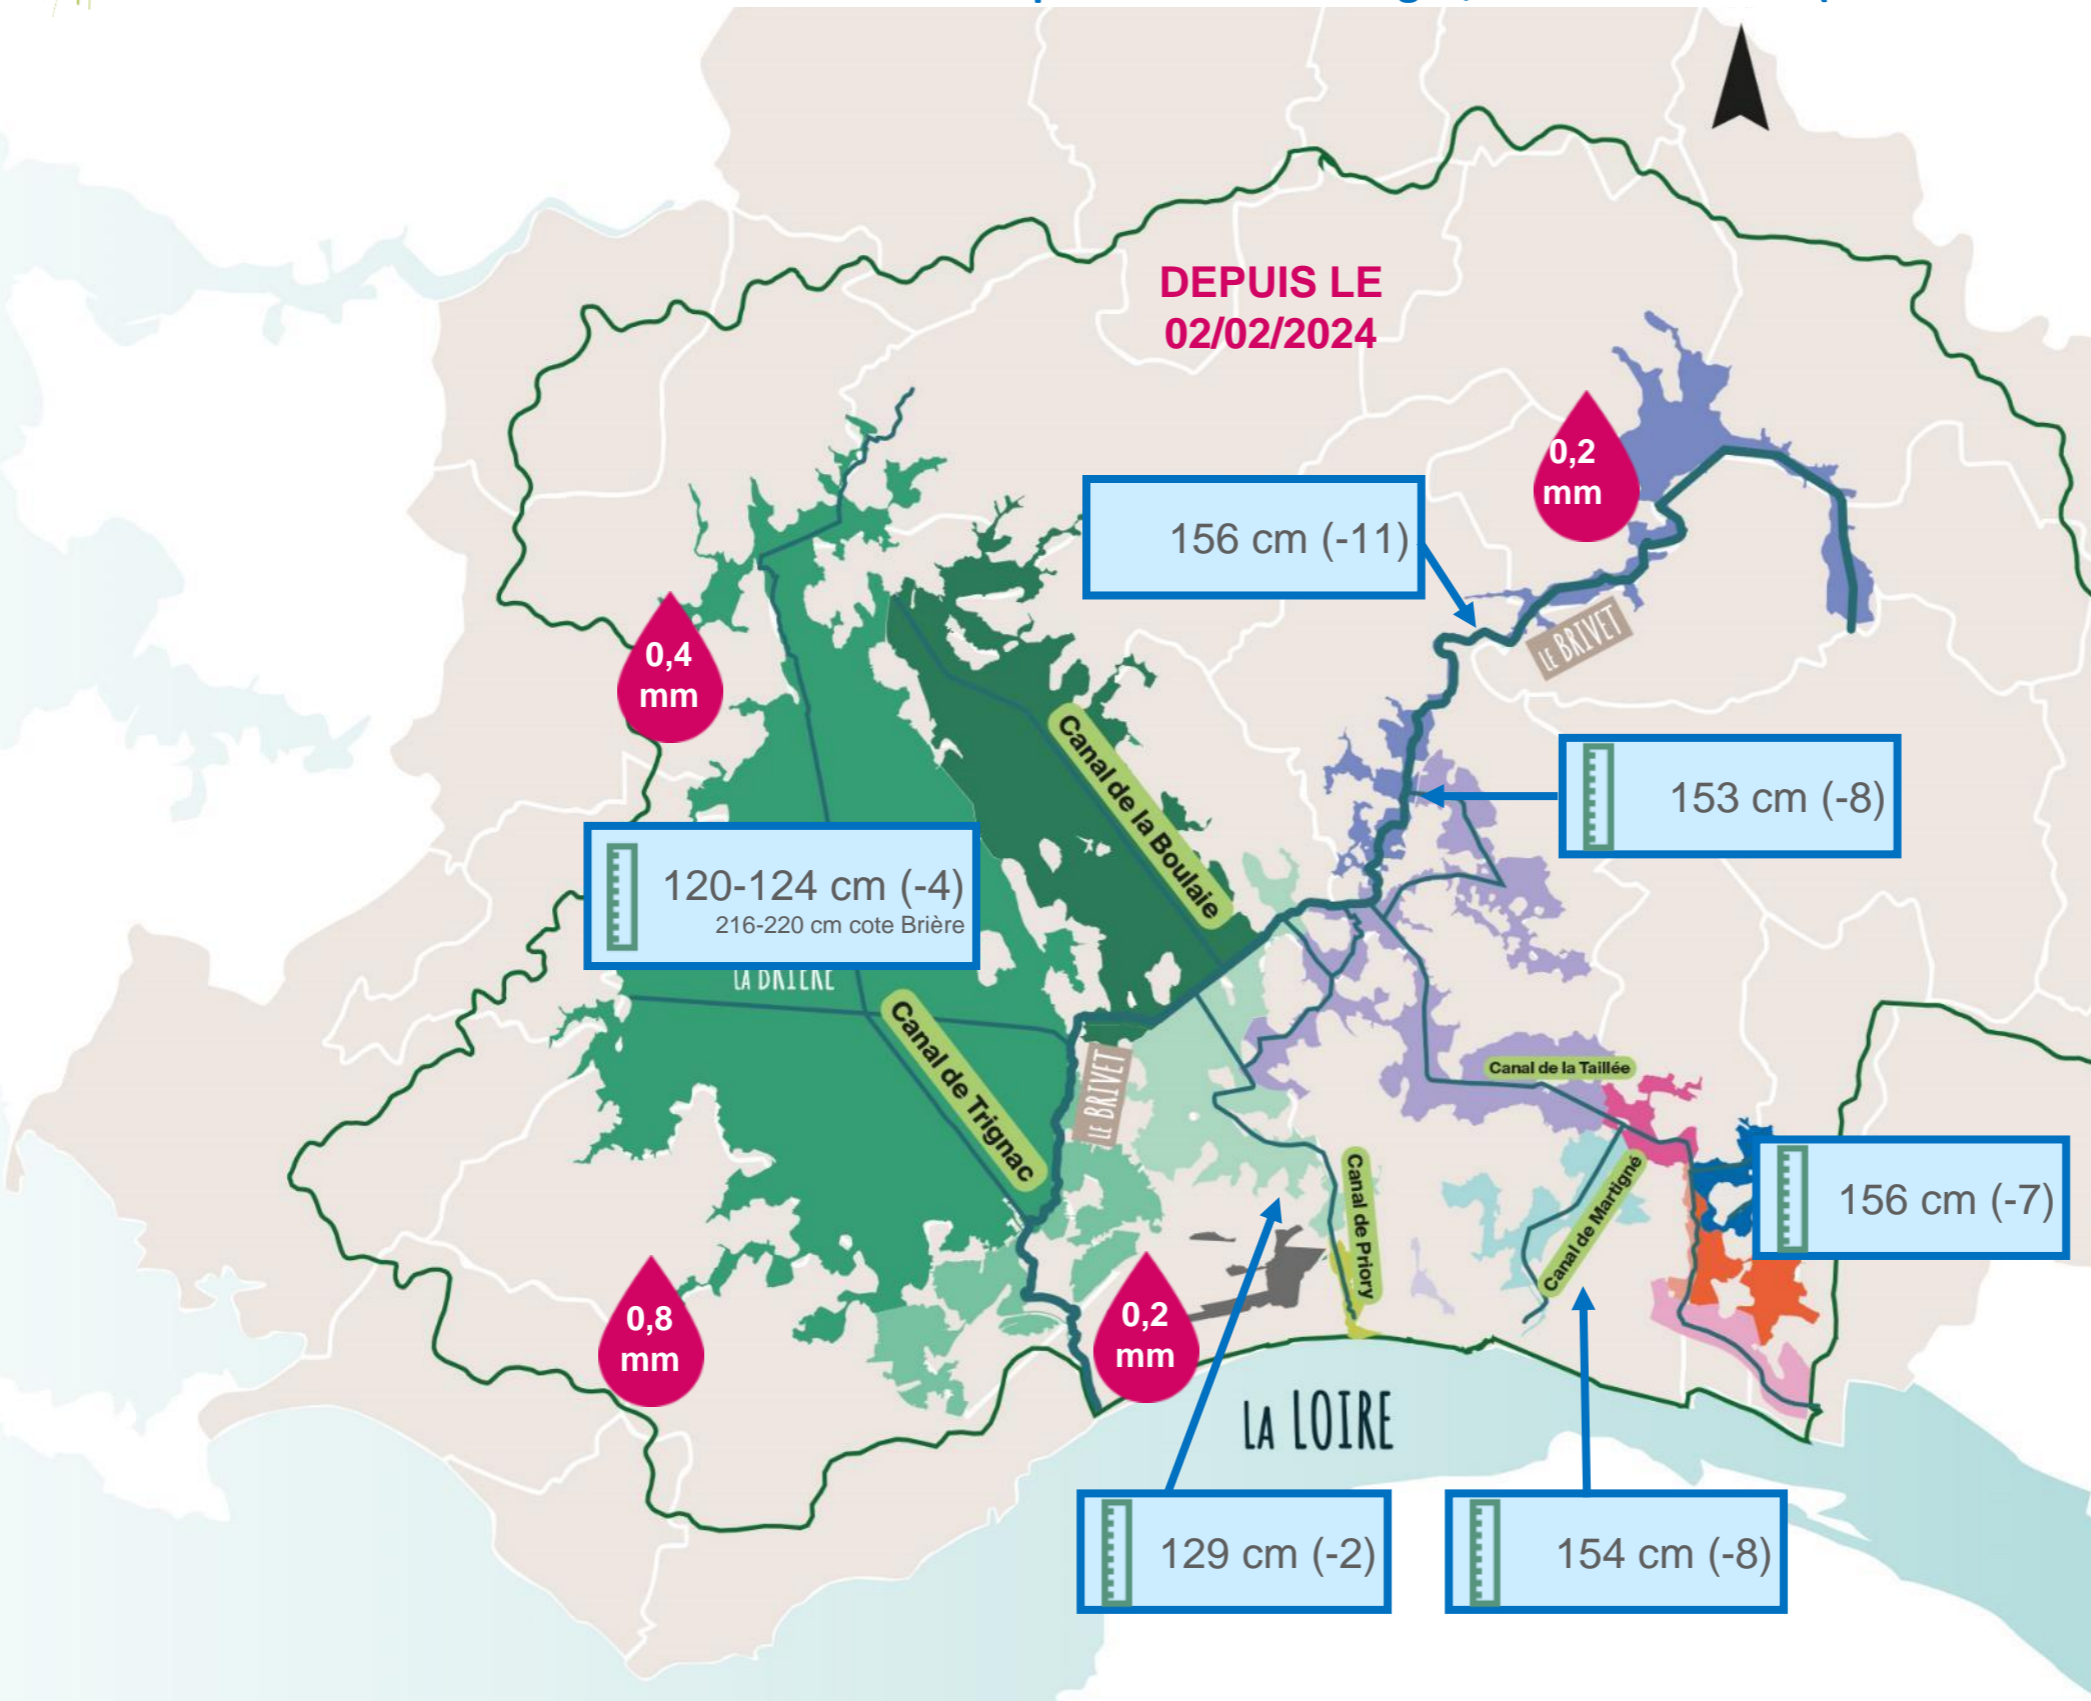 DEPUIS LE
02/02/2024
0,2
mm
156 cm (-11)
LE BRIVET
0,4
mm
Canal de la Boulaie
153 cm (-8)
120-124 cm (-4)
216-220 cm cote Brière
LA BRIÈRE
Canal de Trignac
LE BRIVET
Canal de la Taillée
Canal de Priory
Canal de Martigné
156 cm (-7)
0,8
mm
0,2
mm
LA LOIRE
129 cm (-2)
154 cm (-8)